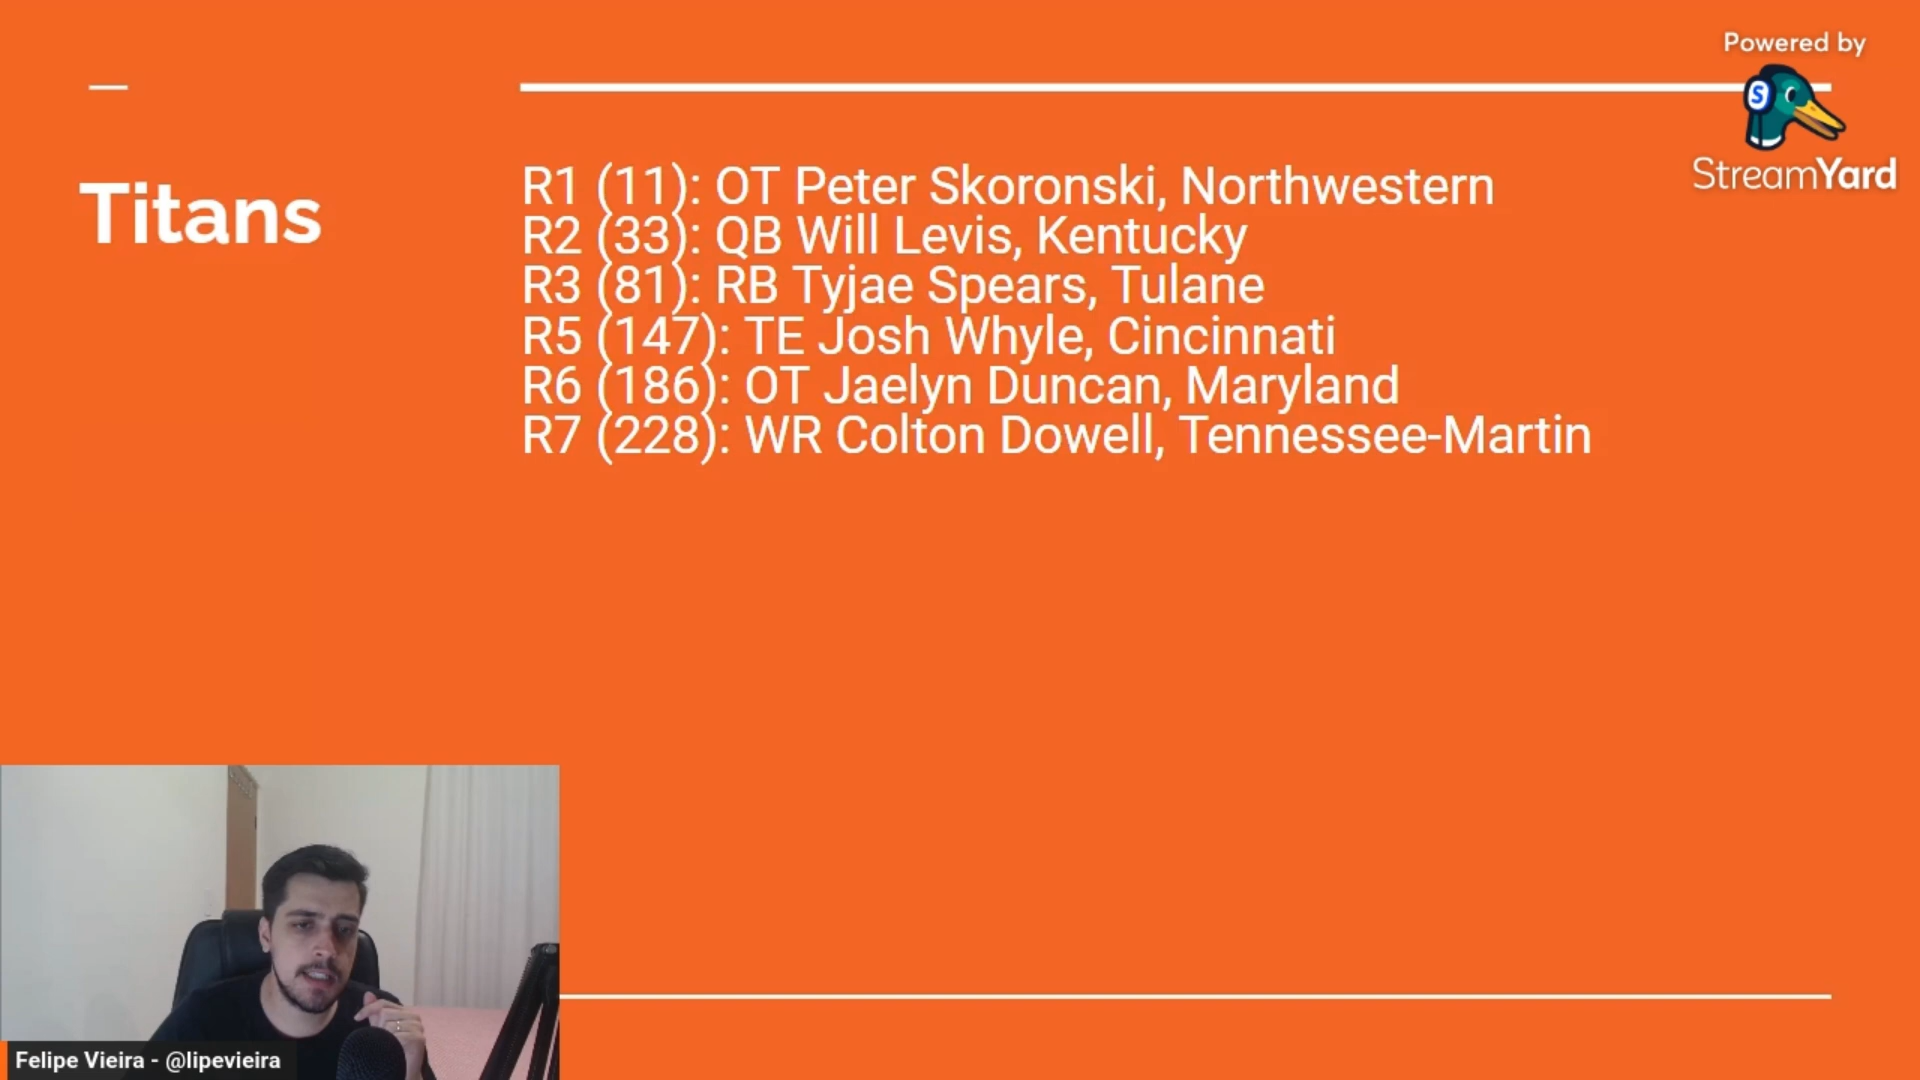 Powered by
StreamYard
Titans
R1 (11): OT Peter Skoronski, Northwestern
R2 (33): QB Will Levis, Kentucky
R3 (81): RB Tyjae Spears, Tulane
R5 (147): TE Josh Whyle, Cincinnati
R6 (186): OT Jaelyn Duncan, Maryland
R7 (228): WR Colton Dowell, Tennessee-Martin
Felipe Vieira - @lipevieira